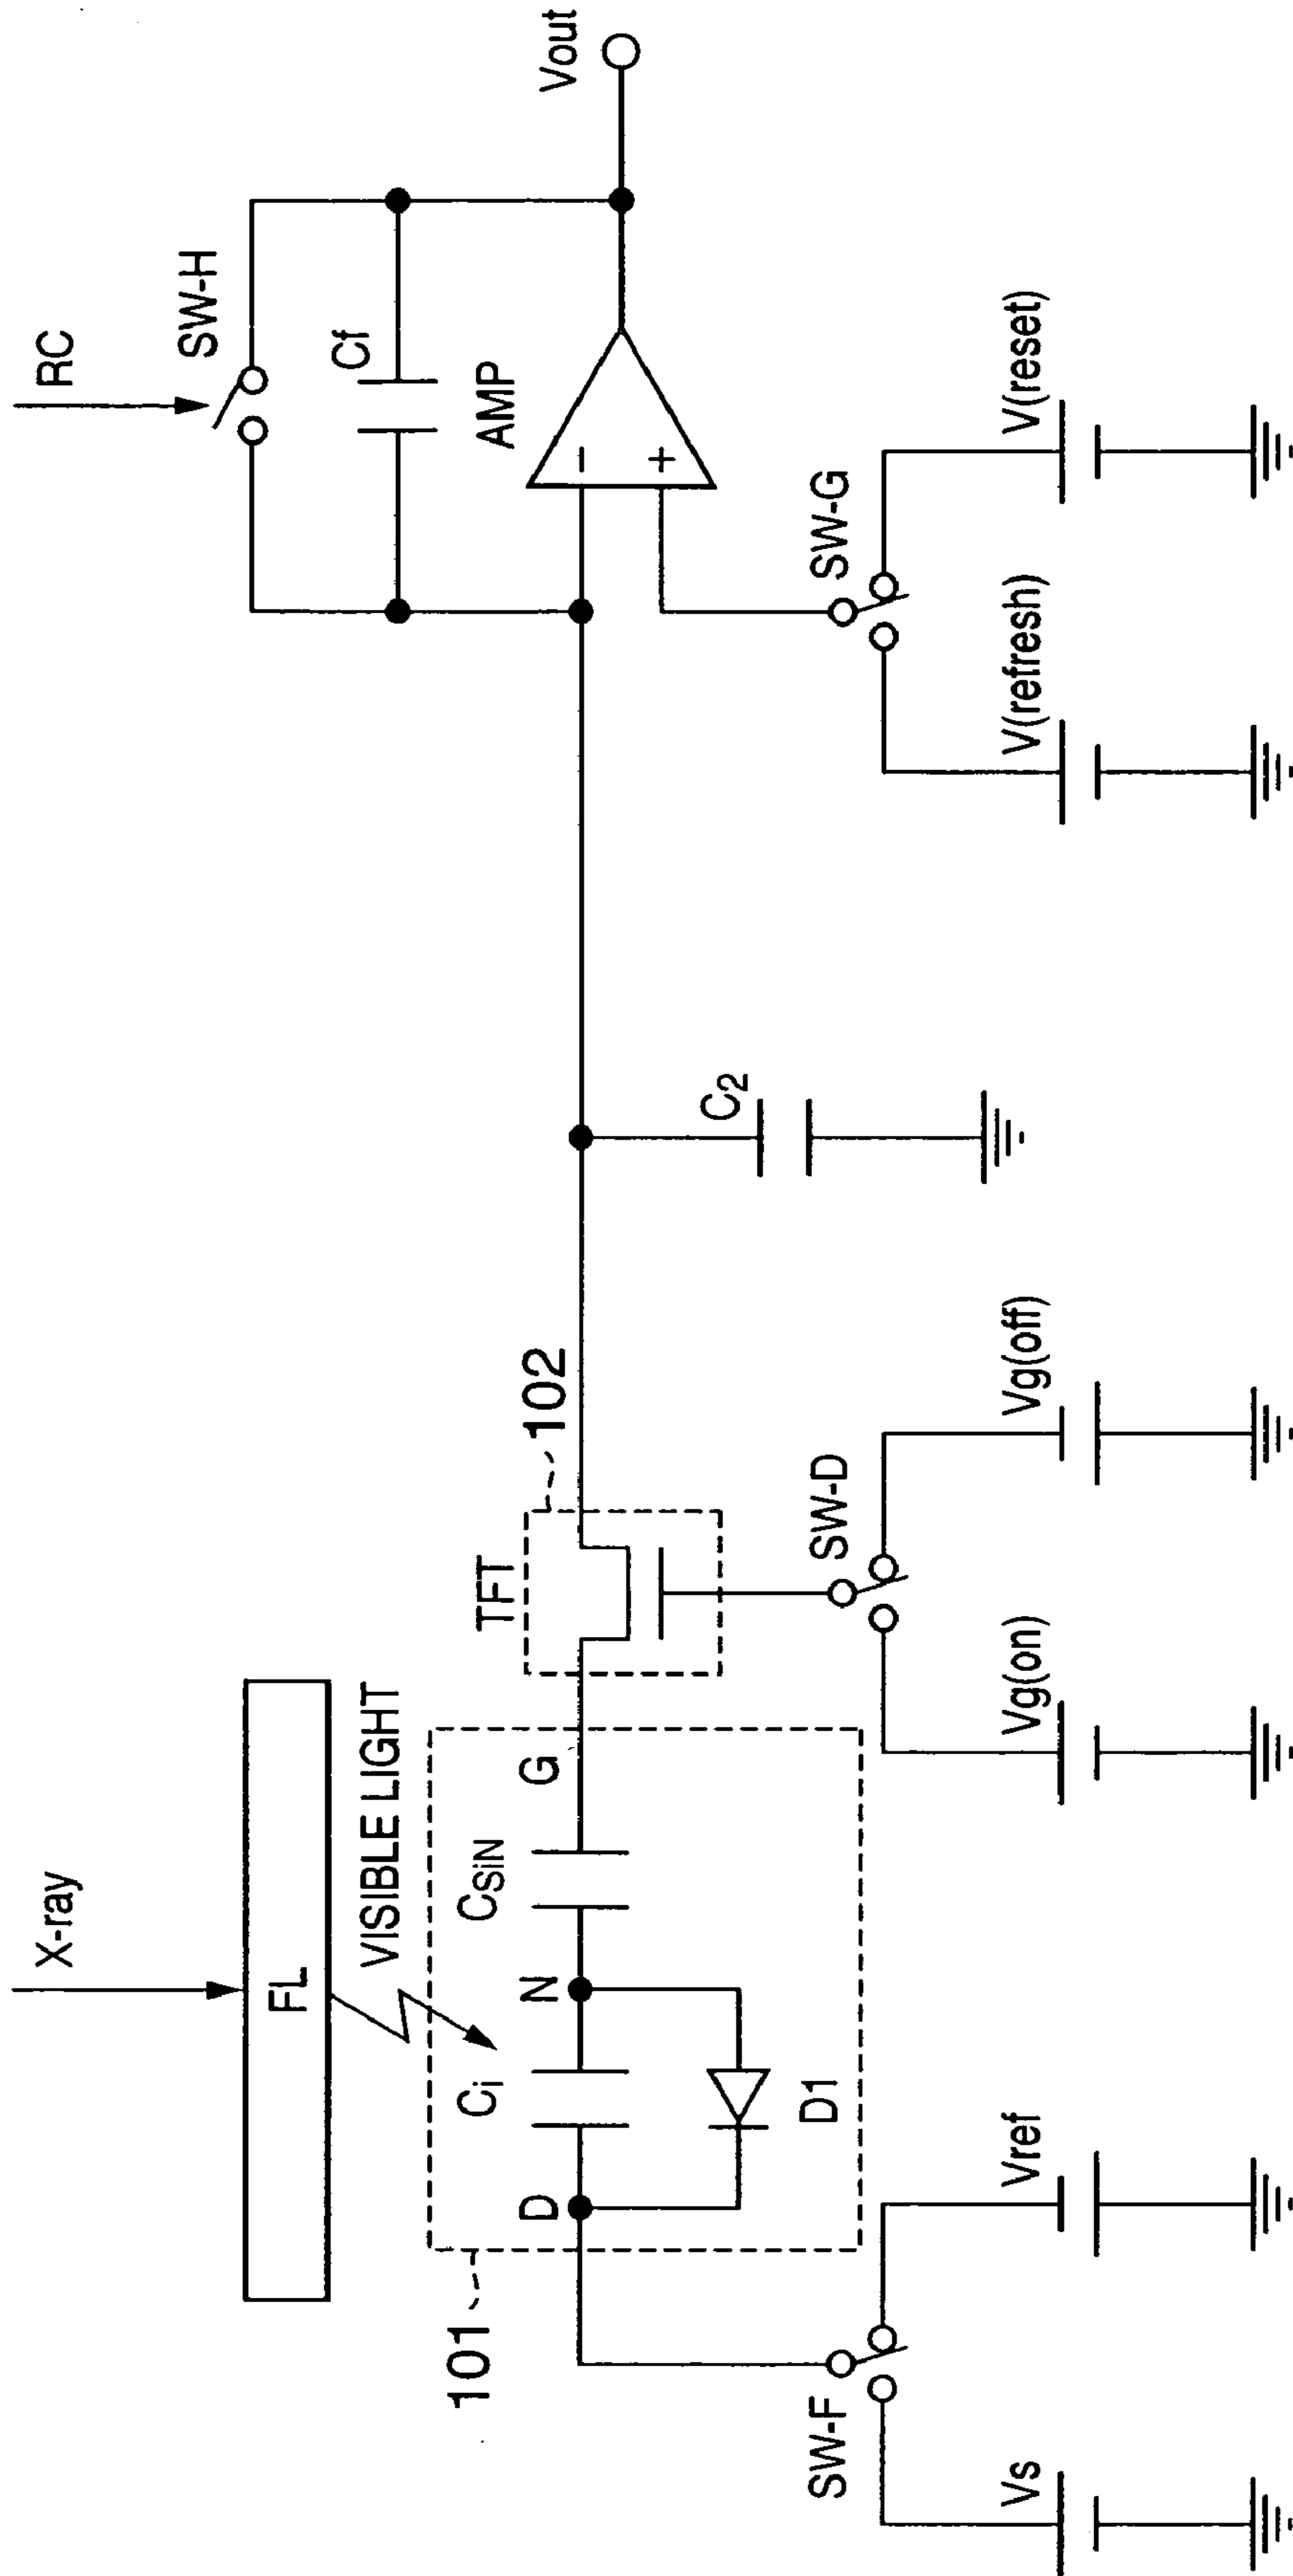 X-ray
RC
FL
VISIBLE LIGHT
SW-H
Cf
AMP
Vout
101
102
TFT
D
Ci
N
CSiN
G
D1
C2
−
+
SW-F
SW-D
SW-G
Vs
Vref
Vg(on)
Vg(off)
V(refresh)
V(reset)